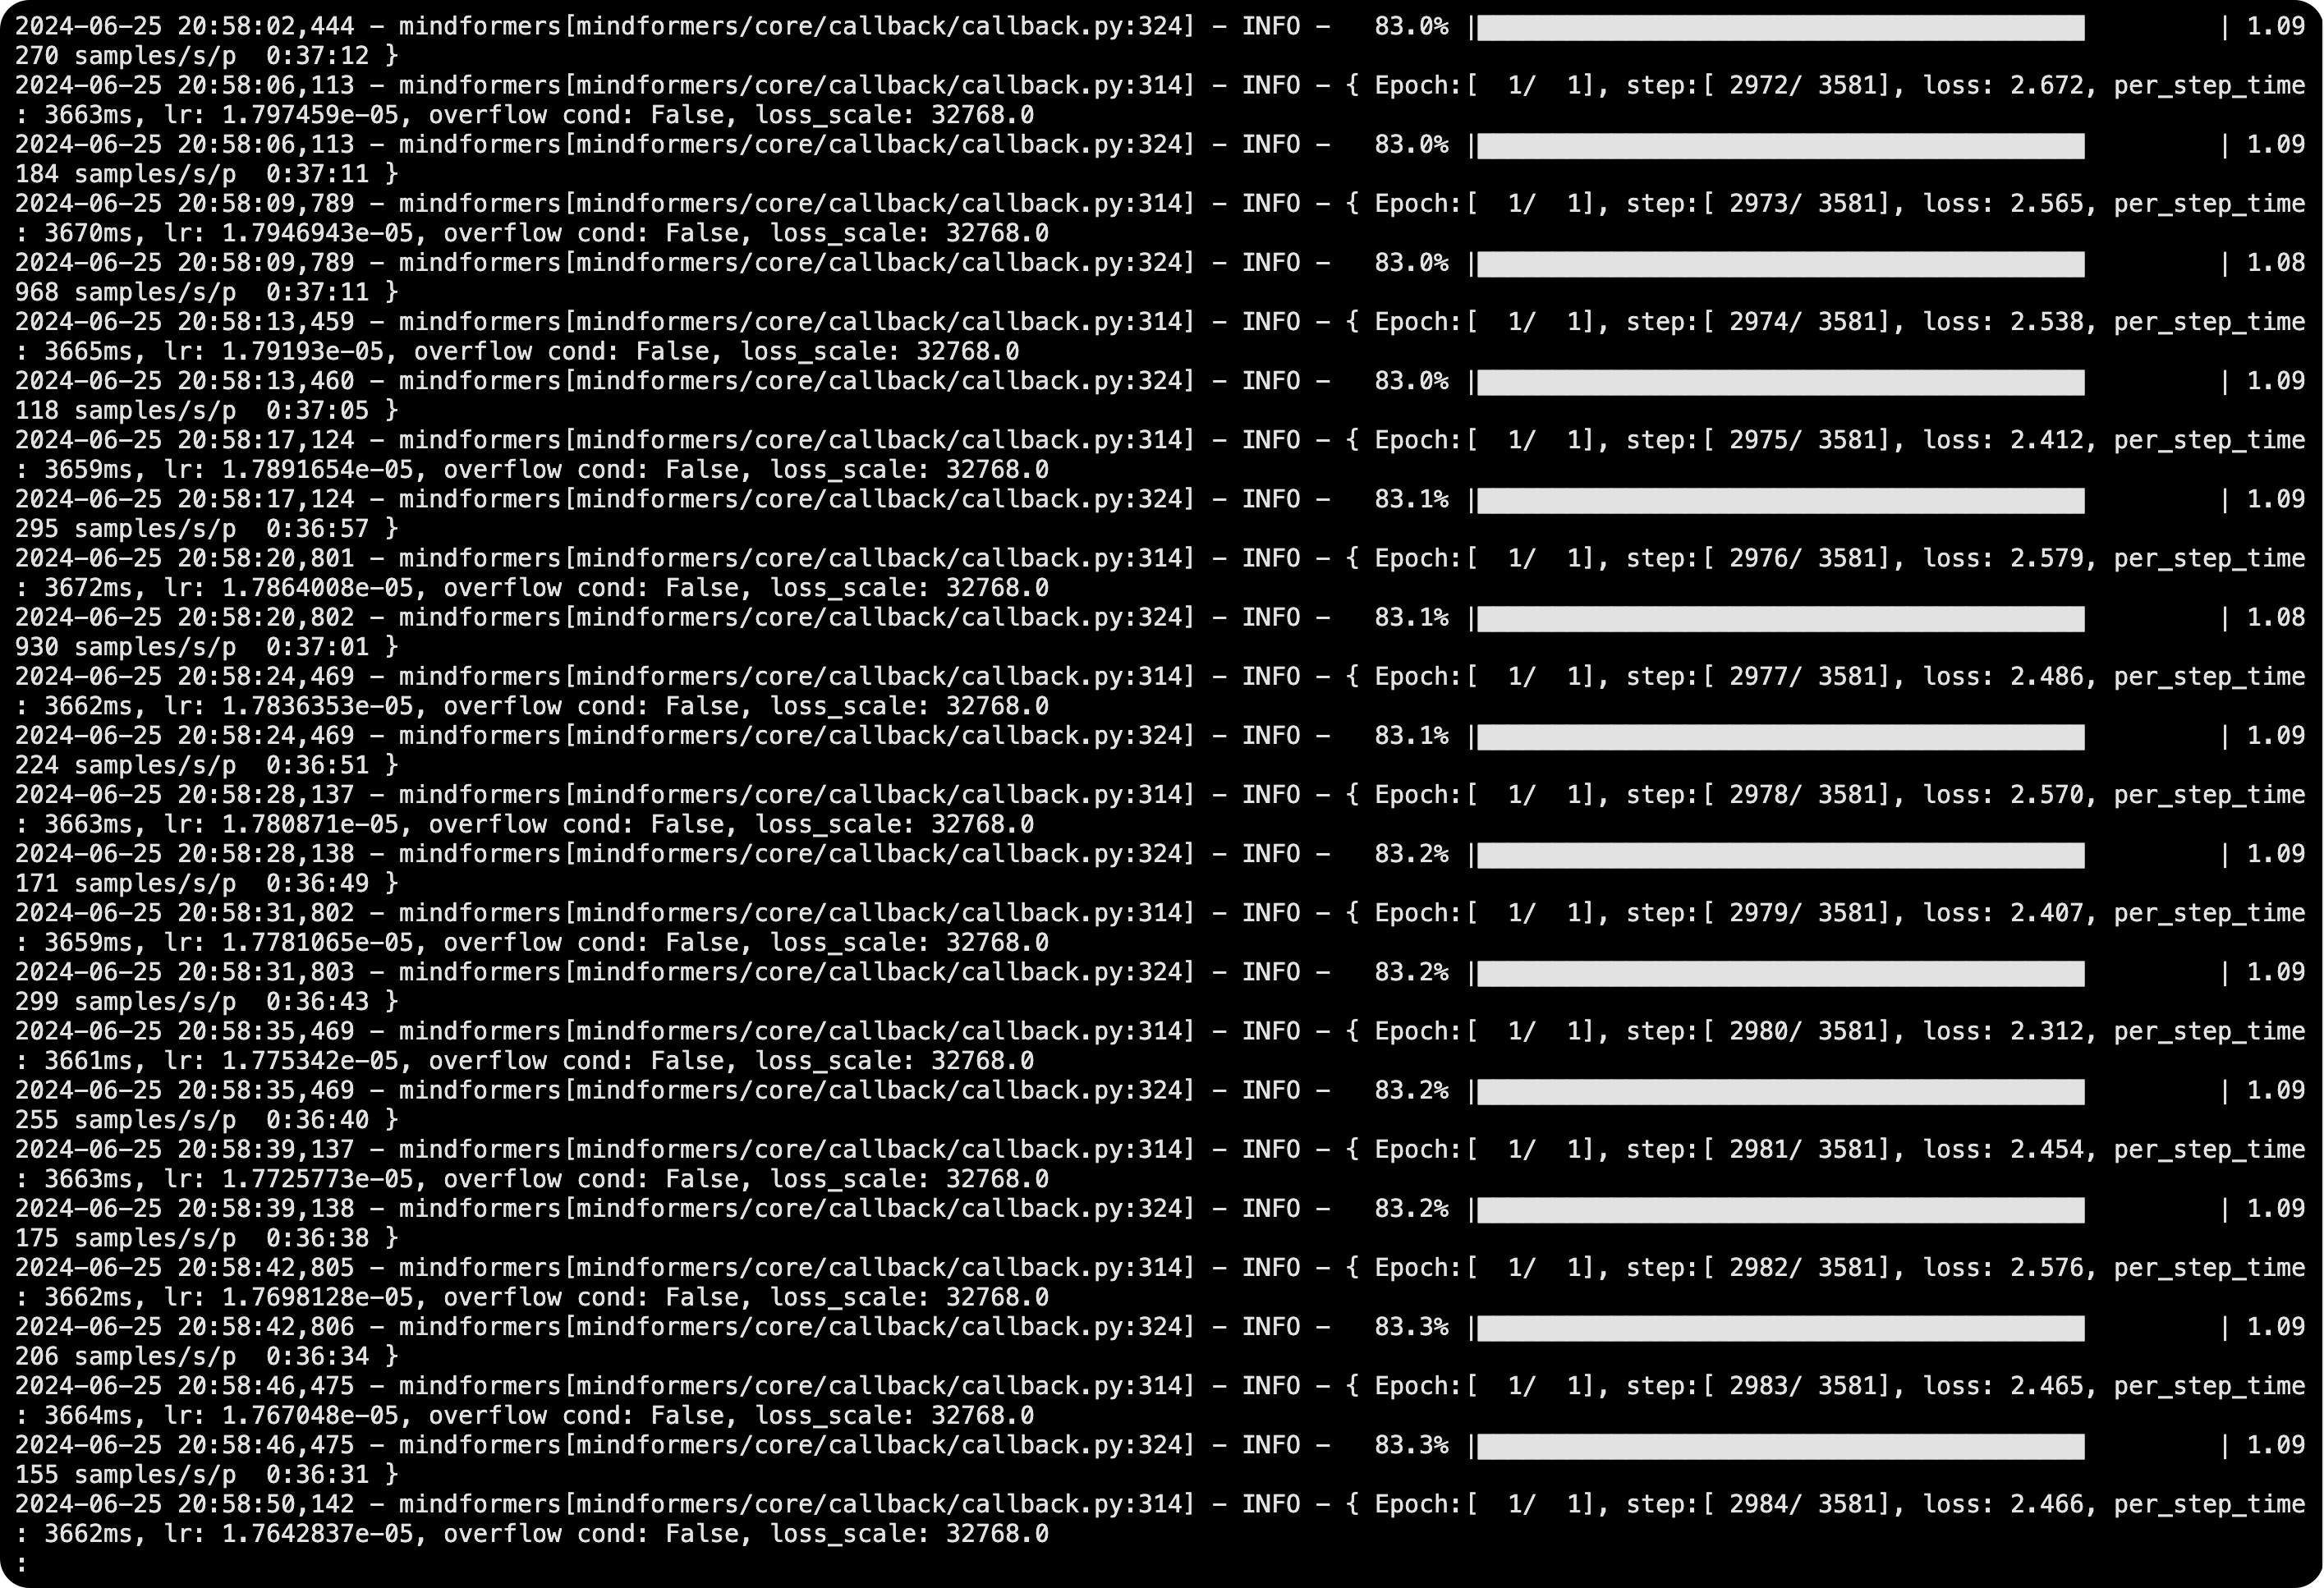 2024-06-25 20:58:02,444 - mindformers[mindformers/core/callback/callback.py:324] - INFO -   83.0% |█████████████████████████████████████████         | 1.09
270 samples/s/p  0:37:12 }
2024-06-25 20:58:06,113 - mindformers[mindformers/core/callback/callback.py:314] - INFO - { Epoch:[  1/  1], step:[ 2972/ 3581], loss: 2.672, per_step_time
: 3663ms, lr: 1.797459e-05, overflow cond: False, loss_scale: 32768.0
2024-06-25 20:58:06,113 - mindformers[mindformers/core/callback/callback.py:324] - INFO -   83.0% |█████████████████████████████████████████         | 1.09
184 samples/s/p  0:37:11 }
2024-06-25 20:58:09,789 - mindformers[mindformers/core/callback/callback.py:314] - INFO - { Epoch:[  1/  1], step:[ 2973/ 3581], loss: 2.565, per_step_time
: 3670ms, lr: 1.7946943e-05, overflow cond: False, loss_scale: 32768.0
2024-06-25 20:58:09,789 - mindformers[mindformers/core/callback/callback.py:324] - INFO -   83.0% |█████████████████████████████████████████         | 1.08
968 samples/s/p  0:37:11 }
2024-06-25 20:58:13,459 - mindformers[mindformers/core/callback/callback.py:314] - INFO - { Epoch:[  1/  1], step:[ 2974/ 3581], loss: 2.538, per_step_time
: 3665ms, lr: 1.79193e-05, overflow cond: False, loss_scale: 32768.0
2024-06-25 20:58:13,460 - mindformers[mindformers/core/callback/callback.py:324] - INFO -   83.0% |█████████████████████████████████████████         | 1.09
118 samples/s/p  0:37:05 }
2024-06-25 20:58:17,124 - mindformers[mindformers/core/callback/callback.py:314] - INFO - { Epoch:[  1/  1], step:[ 2975/ 3581], loss: 2.412, per_step_time
: 3659ms, lr: 1.7891654e-05, overflow cond: False, loss_scale: 32768.0
2024-06-25 20:58:17,124 - mindformers[mindformers/core/callback/callback.py:324] - INFO -   83.1% |█████████████████████████████████████████         | 1.09
295 samples/s/p  0:36:57 }
2024-06-25 20:58:20,801 - mindformers[mindformers/core/callback/callback.py:314] - INFO - { Epoch:[  1/  1], step:[ 2976/ 3581], loss: 2.579, per_step_time
: 3672ms, lr: 1.7864008e-05, overflow cond: False, loss_scale: 32768.0
2024-06-25 20:58:20,802 - mindformers[mindformers/core/callback/callback.py:324] - INFO -   83.1% |█████████████████████████████████████████         | 1.08
930 samples/s/p  0:37:01 }
2024-06-25 20:58:24,469 - mindformers[mindformers/core/callback/callback.py:314] - INFO - { Epoch:[  1/  1], step:[ 2977/ 3581], loss: 2.486, per_step_time
: 3662ms, lr: 1.7836353e-05, overflow cond: False, loss_scale: 32768.0
2024-06-25 20:58:24,469 - mindformers[mindformers/core/callback/callback.py:324] - INFO -   83.1% |█████████████████████████████████████████         | 1.09
224 samples/s/p  0:36:51 }
2024-06-25 20:58:28,137 - mindformers[mindformers/core/callback/callback.py:314] - INFO - { Epoch:[  1/  1], step:[ 2978/ 3581], loss: 2.570, per_step_time
: 3663ms, lr: 1.780871e-05, overflow cond: False, loss_scale: 32768.0
2024-06-25 20:58:28,138 - mindformers[mindformers/core/callback/callback.py:324] - INFO -   83.2% |█████████████████████████████████████████         | 1.09
171 samples/s/p  0:36:49 }
2024-06-25 20:58:31,802 - mindformers[mindformers/core/callback/callback.py:314] - INFO - { Epoch:[  1/  1], step:[ 2979/ 3581], loss: 2.407, per_step_time
: 3659ms, lr: 1.7781065e-05, overflow cond: False, loss_scale: 32768.0
2024-06-25 20:58:31,803 - mindformers[mindformers/core/callback/callback.py:324] - INFO -   83.2% |█████████████████████████████████████████         | 1.09
299 samples/s/p  0:36:43 }
2024-06-25 20:58:35,469 - mindformers[mindformers/core/callback/callback.py:314] - INFO - { Epoch:[  1/  1], step:[ 2980/ 3581], loss: 2.312, per_step_time
: 3661ms, lr: 1.775342e-05, overflow cond: False, loss_scale: 32768.0
2024-06-25 20:58:35,469 - mindformers[mindformers/core/callback/callback.py:324] - INFO -   83.2% |█████████████████████████████████████████         | 1.09
255 samples/s/p  0:36:40 }
2024-06-25 20:58:39,137 - mindformers[mindformers/core/callback/callback.py:314] - INFO - { Epoch:[  1/  1], step:[ 2981/ 3581], loss: 2.454, per_step_time
: 3663ms, lr: 1.7725773e-05, overflow cond: False, loss_scale: 32768.0
2024-06-25 20:58:39,138 - mindformers[mindformers/core/callback/callback.py:324] - INFO -   83.2% |█████████████████████████████████████████         | 1.09
175 samples/s/p  0:36:38 }
2024-06-25 20:58:42,805 - mindformers[mindformers/core/callback/callback.py:314] - INFO - { Epoch:[  1/  1], step:[ 2982/ 3581], loss: 2.576, per_step_time
: 3662ms, lr: 1.7698128e-05, overflow cond: False, loss_scale: 32768.0
2024-06-25 20:58:42,806 - mindformers[mindformers/core/callback/callback.py:324] - INFO -   83.3% |█████████████████████████████████████████         | 1.09
206 samples/s/p  0:36:34 }
2024-06-25 20:58:46,475 - mindformers[mindformers/core/callback/callback.py:314] - INFO - { Epoch:[  1/  1], step:[ 2983/ 3581], loss: 2.465, per_step_time
: 3664ms, lr: 1.767048e-05, overflow cond: False, loss_scale: 32768.0
2024-06-25 20:58:46,475 - mindformers[mindformers/core/callback/callback.py:324] - INFO -   83.3% |█████████████████████████████████████████         | 1.09
155 samples/s/p  0:36:31 }
2024-06-25 20:58:50,142 - mindformers[mindformers/core/callback/callback.py:314] - INFO - { Epoch:[  1/  1], step:[ 2984/ 3581], loss: 2.466, per_step_time
: 3662ms, lr: 1.7642837e-05, overflow cond: False, loss_scale: 32768.0
: